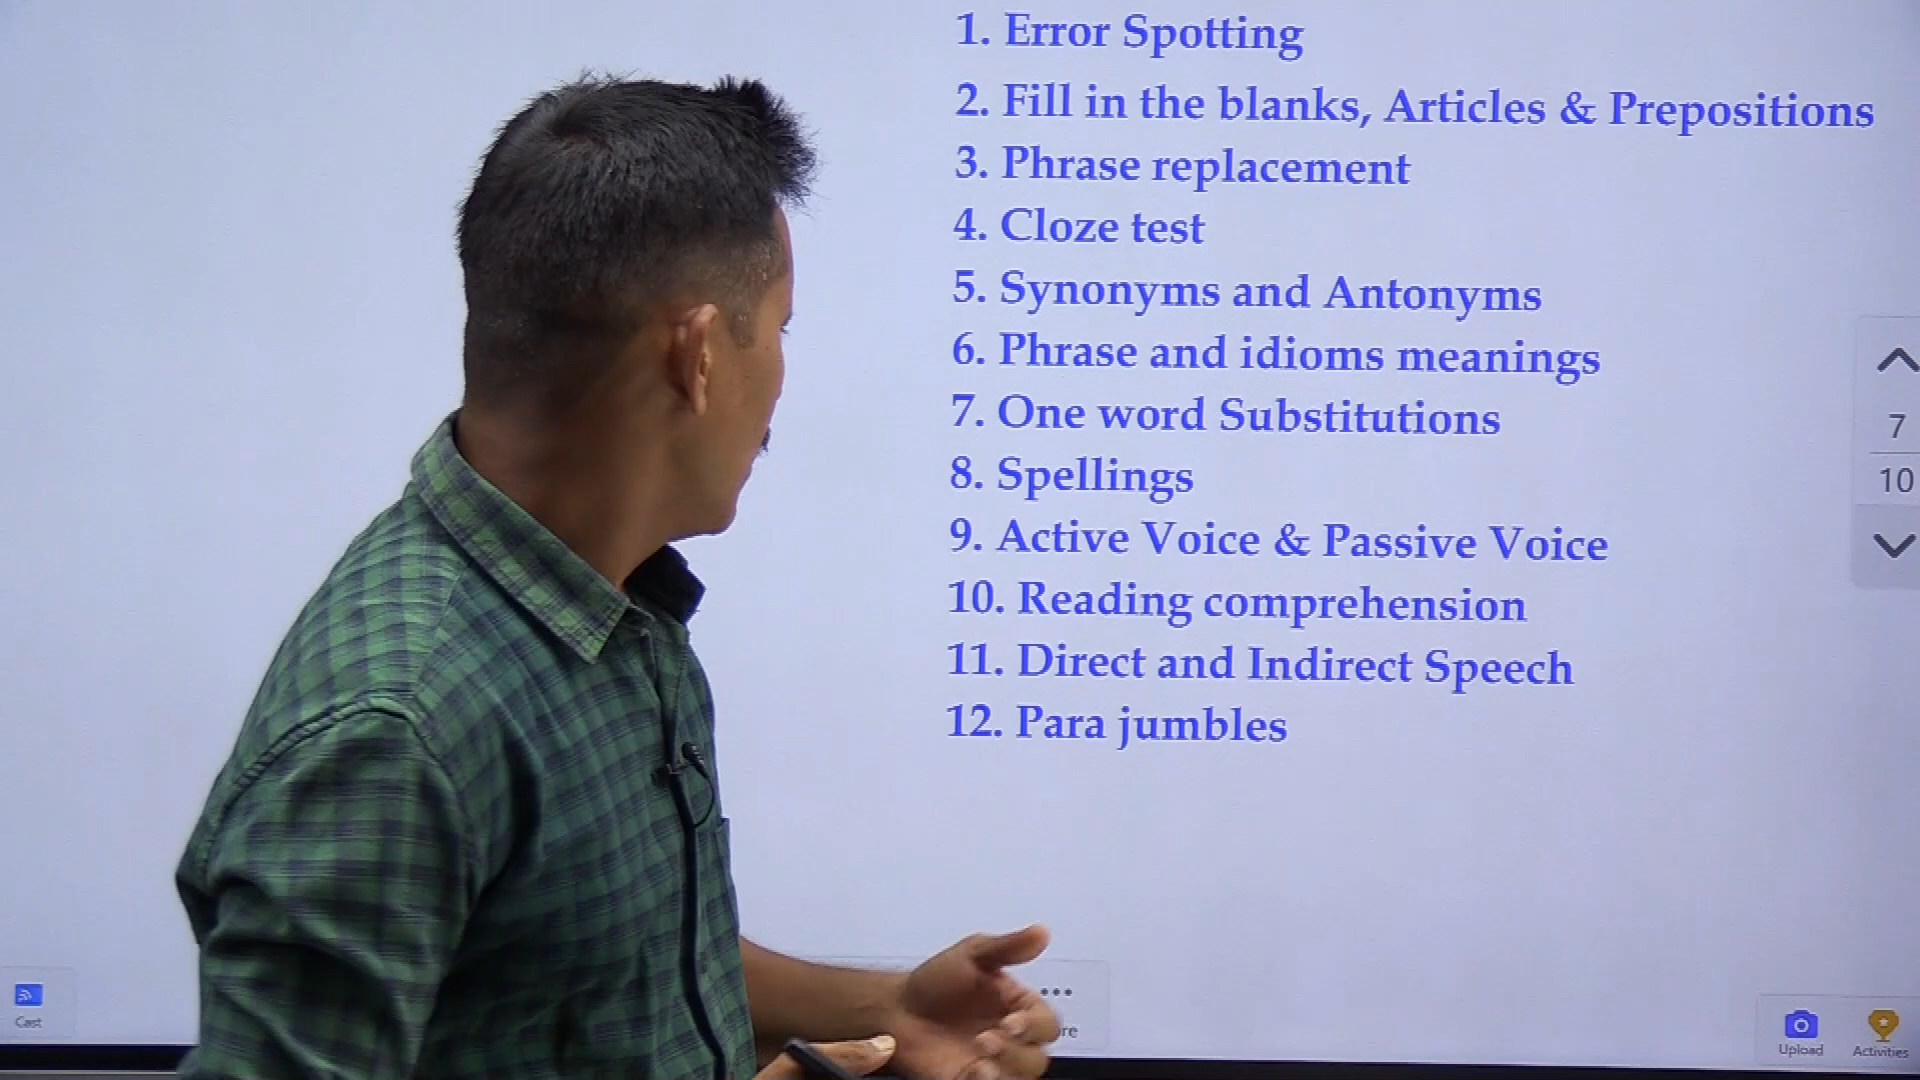 1. Error Spotting
2. Fill in the blanks, Articles & Prepositions
3. Phrase replacement
4. Cloze test
5. Synonyms and Antonyms
6. Phrase and idioms meanings
7. One word Substitutions
8. Spellings
9. Active Voice & Passive Voice
10. Reading comprehension
11. Direct and Indirect Speech
12. Para jumbles
7
10
Cast
re
Upload
Activities